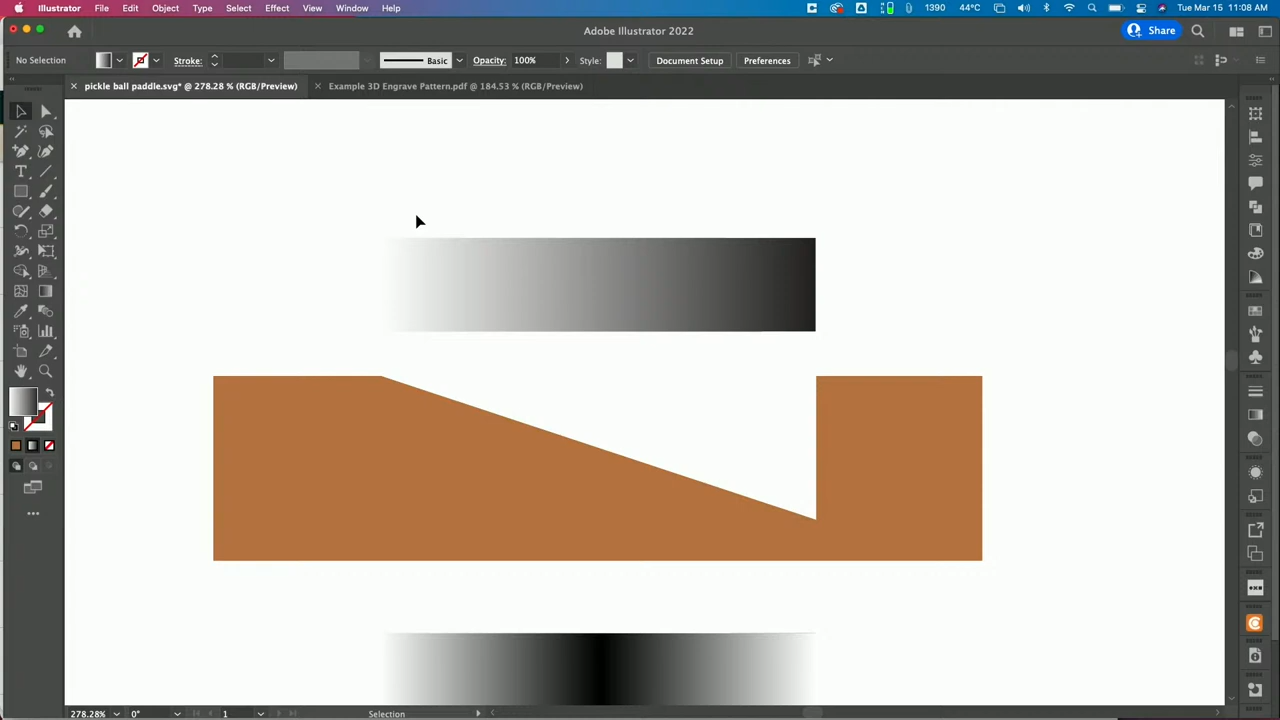 Illustrator File Edit Object Type Select Effect View Window Help 1390 44°C Tue Mar 15 11:08 AM
Adobe Illustrator 2022 Share
No Selection Stroke: Basic Opacity: 100% Style: Document Setup Preferences
pickle ball paddle.svg* @ 278.28 % (RGB/Preview) Example 3D Engrave Pattern.pdf @ 184.53 % (RGB/Preview)
278.28% 0° 1 Selection